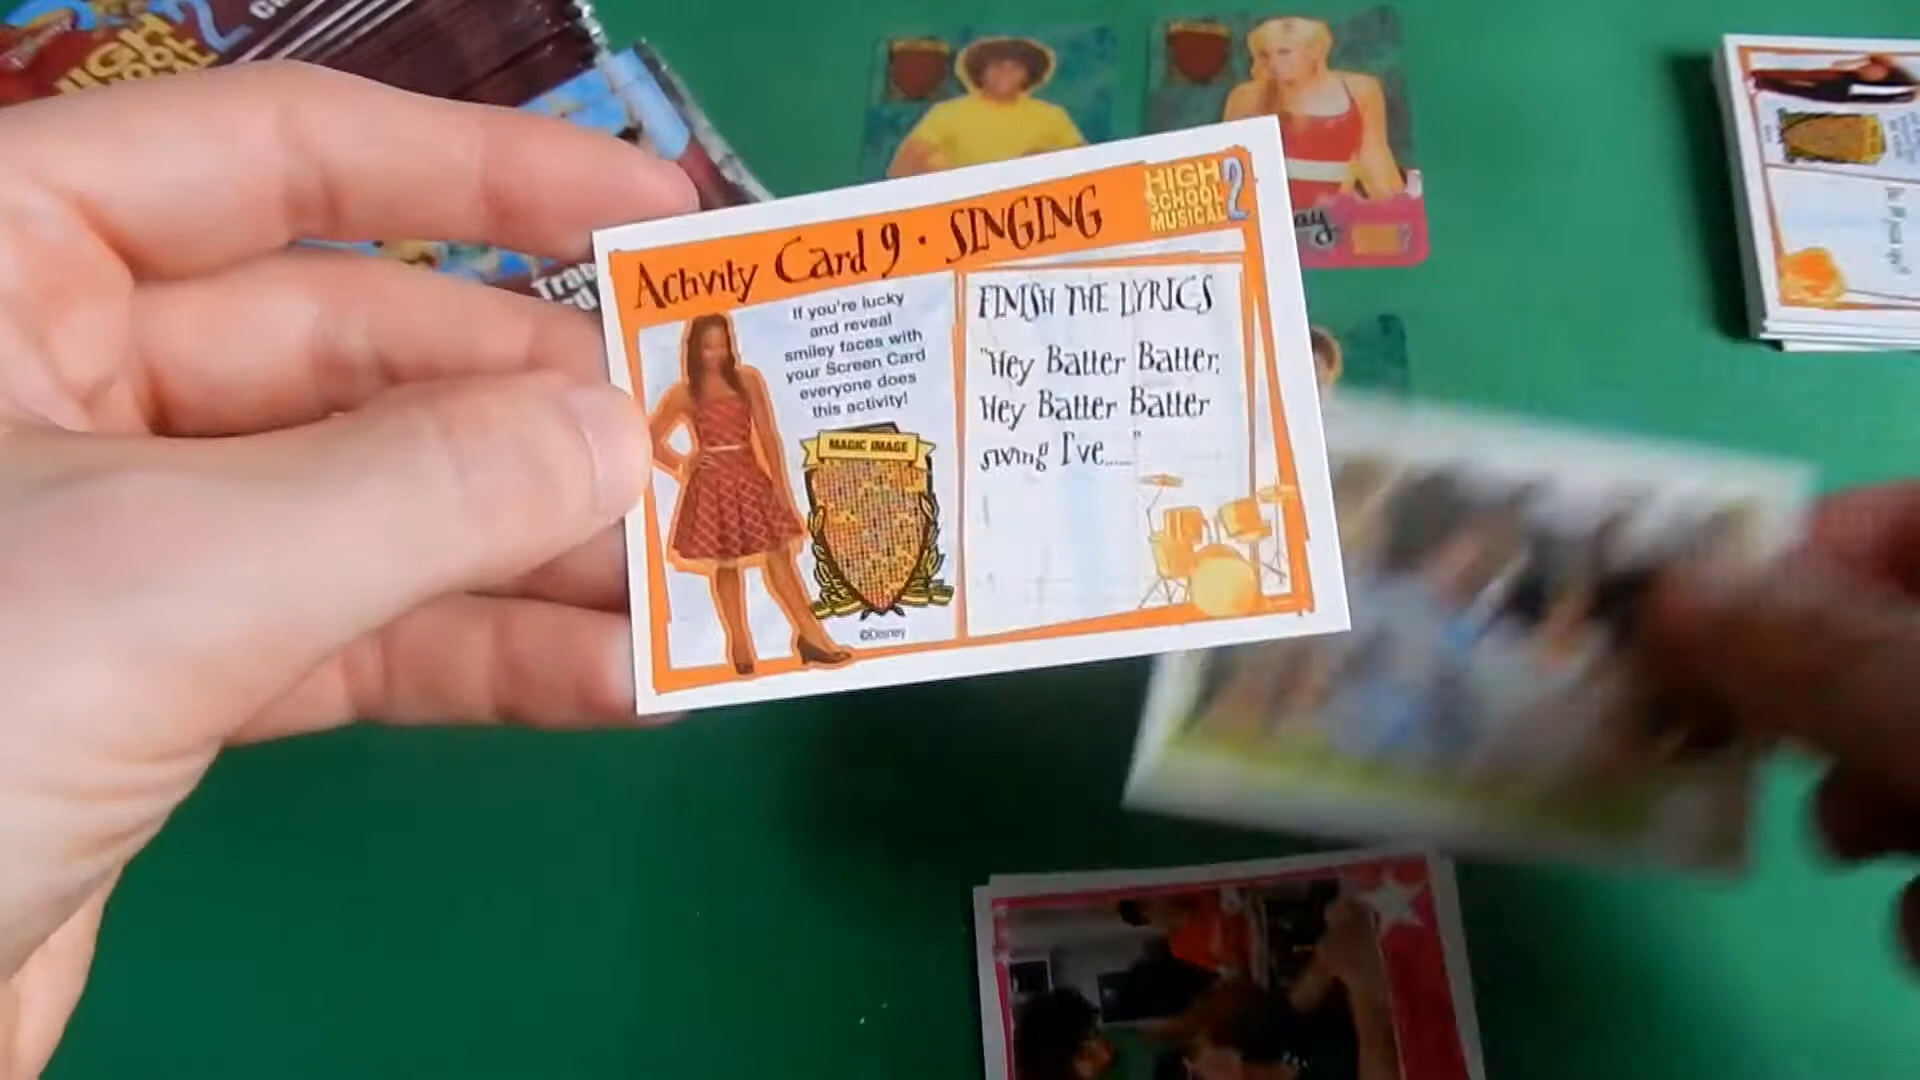 HIGH
2
Activity Card 9 · SINGING
HIGH
SCHOOL
MUSICAL 2
If you're lucky
and reveal
smiley faces with
your Screen Card
everyone does
this activity!
MAGIC IMAGE
©Disney
FINISH THE LYRICS
"Hey Batter Batter,
Hey Batter Batter
swing I've....."